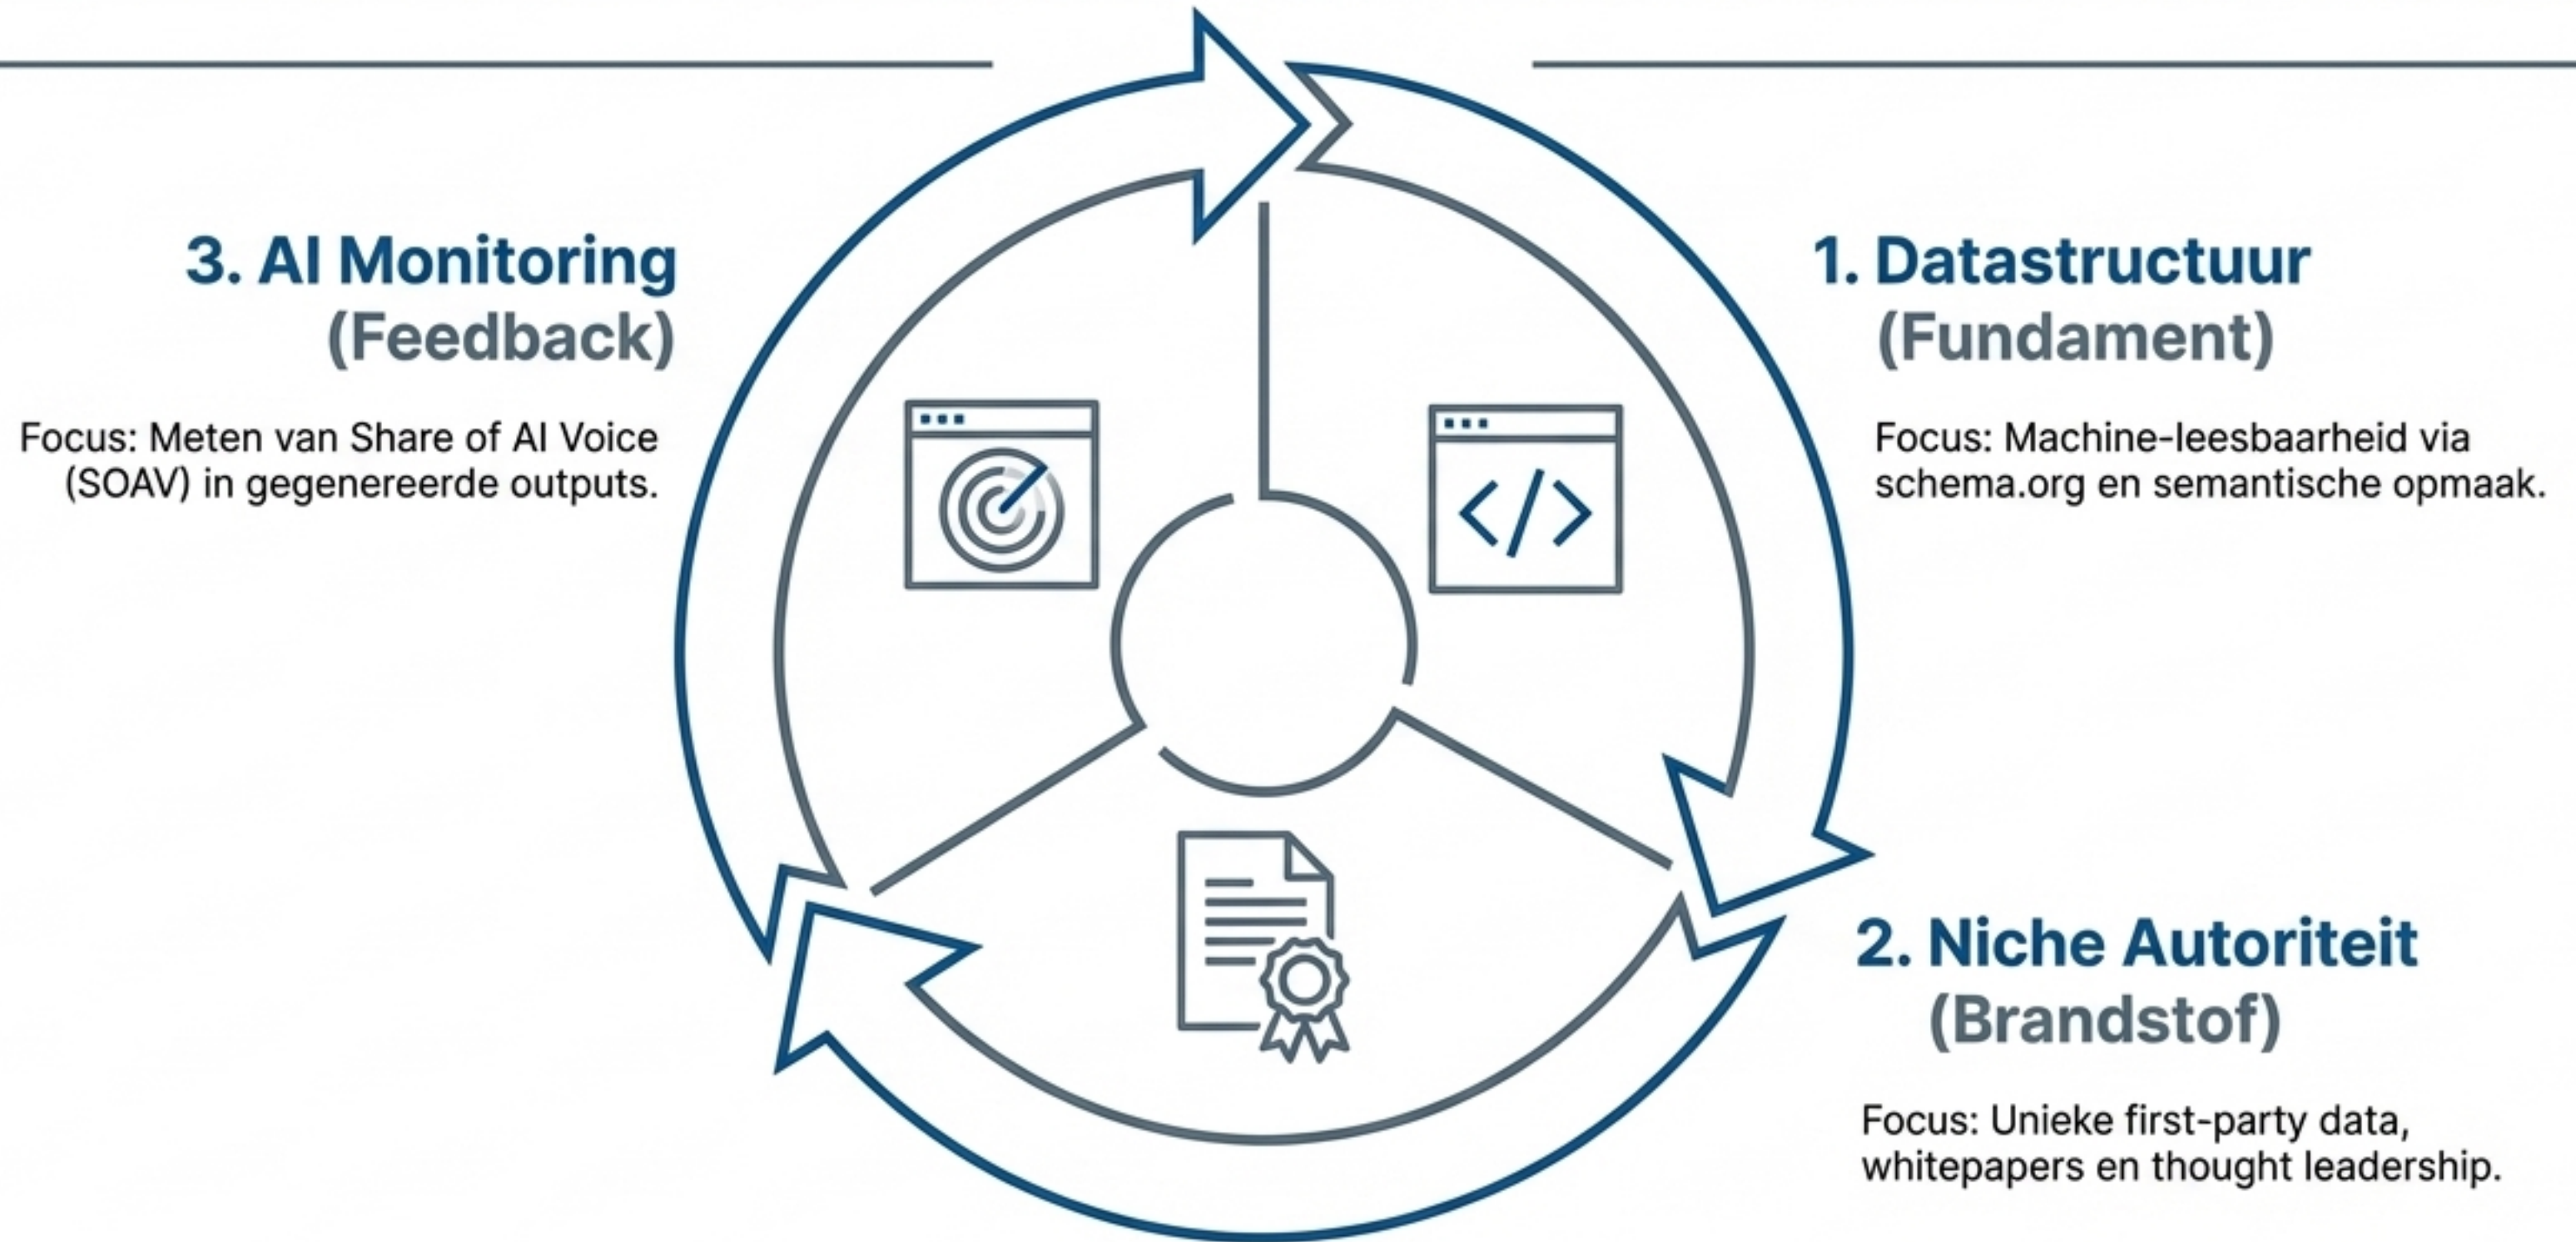 3. AI Monitoring
(Feedback)
Focus: Meten van Share of AI Voice
(SOAV) in gegenereerde outputs.
1. Datastructuur
(Fundament)
Focus: Machine-leesbaarheid via
schema.org en semantische opmaak.
</>
2. Niche Autoriteit
(Brandstof)
Focus: Unieke first-party data,
whitepapers en thought leadership.